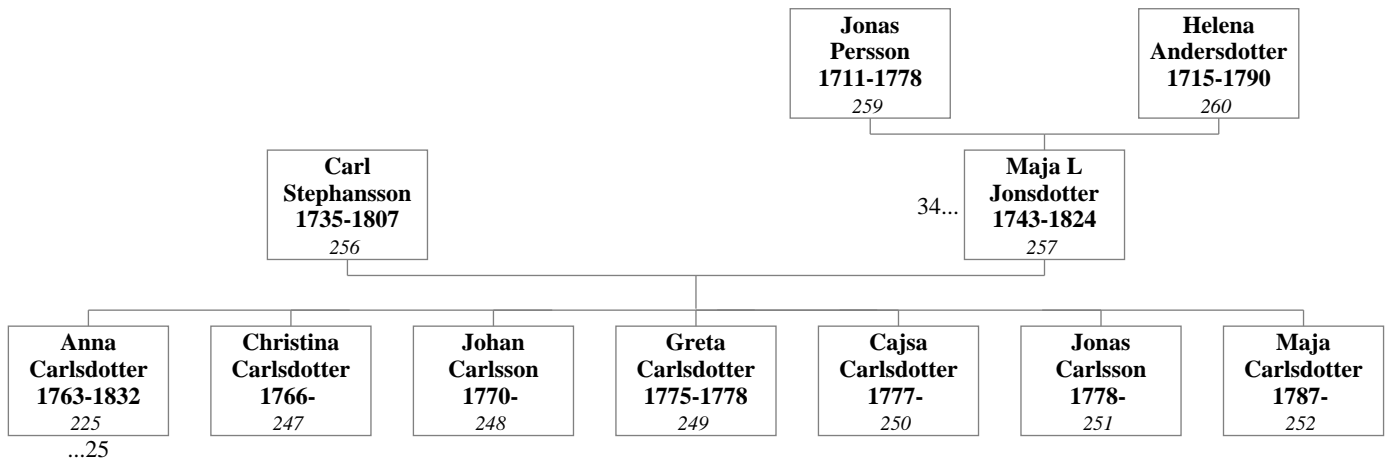 Jonas
Persson
1711-1778
259
Helena
Andersdotter
1715-1790
260
Carl
Stephansson
1735-1807
256
34...
Maja L
Jonsdotter
1743-1824
257
Anna
Carlsdotter
1763-1832
225
...25
Christina
Carlsdotter
1766-
247
Johan
Carlsson
1770-
248
Greta
Carlsdotter
1775-1778
249
Cajsa
Carlsdotter
1777-
250
Jonas
Carlsson
1778-
251
Maja
Carlsdotter
1787-
252